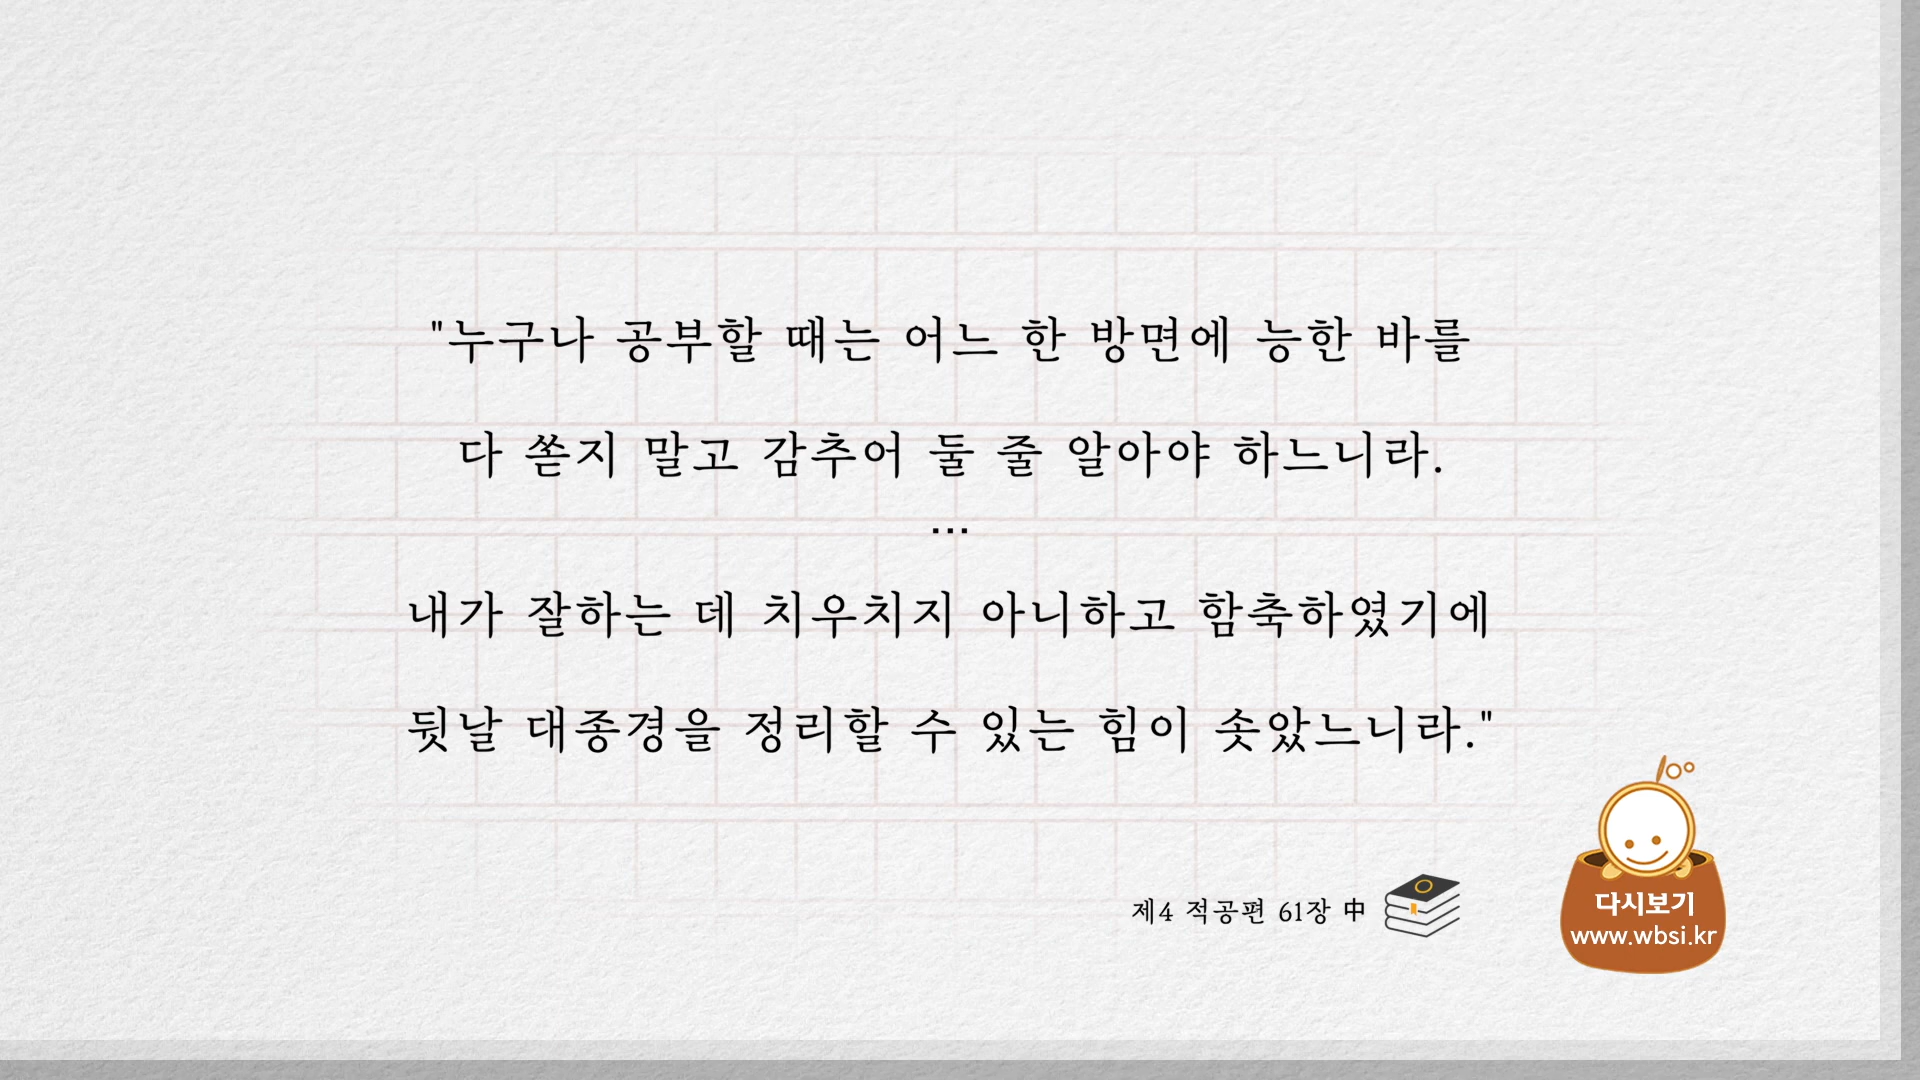 "누구나 공부할 때는 어느 한 방면에 능한 바를
다 쏟지 말고 감추어 둘 줄 알아야 하느니라.
...
내가 잘하는 데 치우치지 아니하고 함축하였기에
뒷날 대종경을 정리할 수 있는 힘이 솟았느니라."
제4 적공편 61장 中
다시보기
www.wbsi.kr